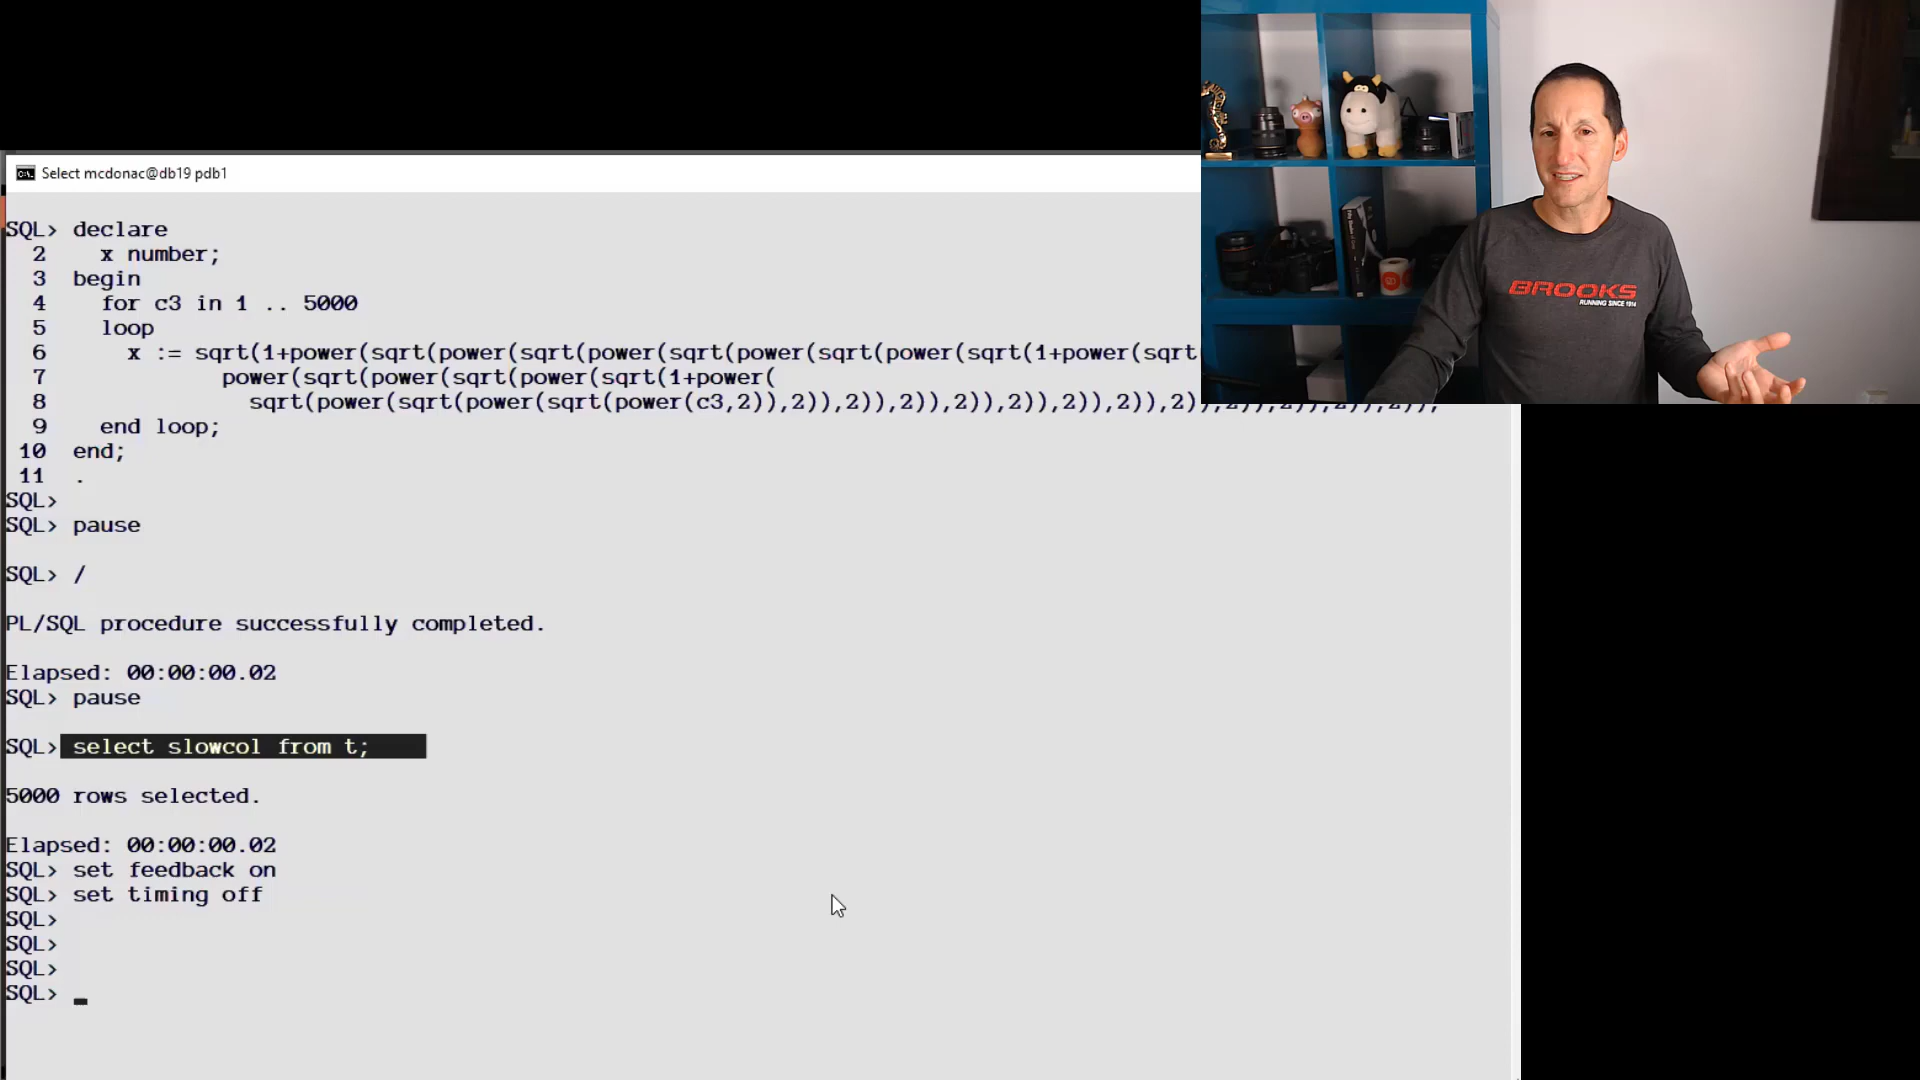 Select mcdonac@db19 pdb1
SQL> declare
2 x number;
3 begin
4 for c3 in 1 .. 5000
5 loop
6 x := sqrt(1+power(sqrt(power(sqrt(power(sqrt(power(sqrt(power(sqrt(1+power(sqrt
7 power(sqrt(power(sqrt(power(sqrt(1+power(
8 sqrt(power(sqrt(power(sqrt(power(c3,2)),2)),2)),2)),2)),2)),2)),2)),2)),2)),2)),2)),2)),2));
9 end loop;
10 end;
11 .
SQL>
SQL> pause
SQL> /
PL/SQL procedure successfully completed.
Elapsed: 00:00:00.02
SQL> pause
SQL> select slowcol from t;
5000 rows selected.
Elapsed: 00:00:00.02
SQL> set feedback on
SQL> set timing off
SQL>
SQL>
SQL>
SQL>
BROOKS
RUNNING SINCE 1914